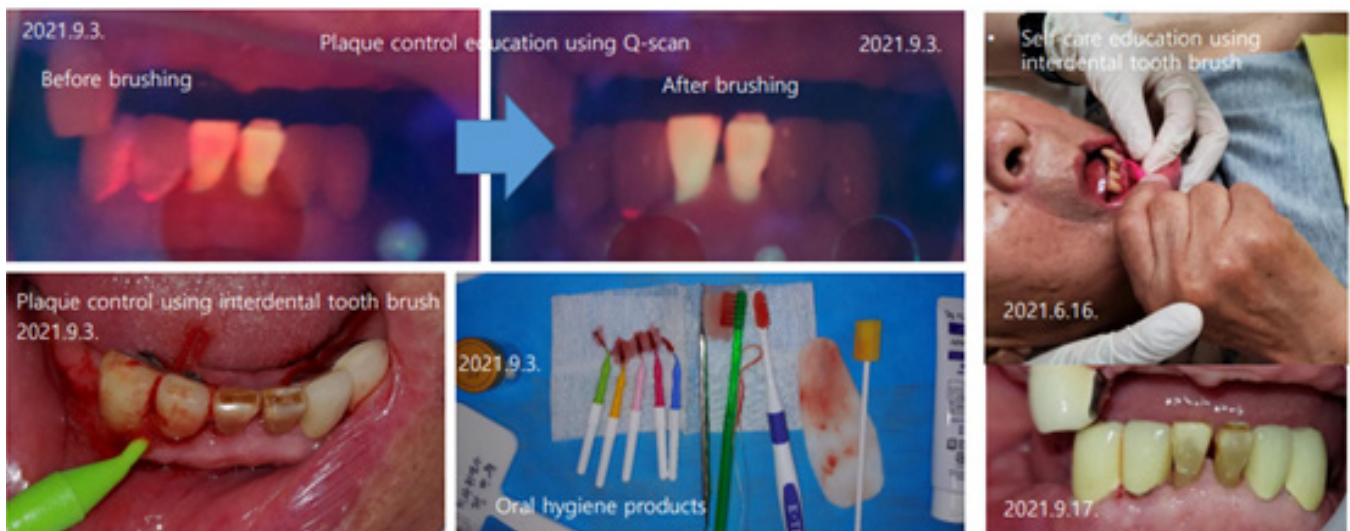 2021.9.3.
Plaque control education using Q-scan
2021.9.3.
Before brushing
After brushing
• Self-care education using
interdental tooth brush
2021.6.16.
Plaque control using interdental tooth brush
2021.9.3.
2021.9.3.
Oral hygiene products
2021.9.17.